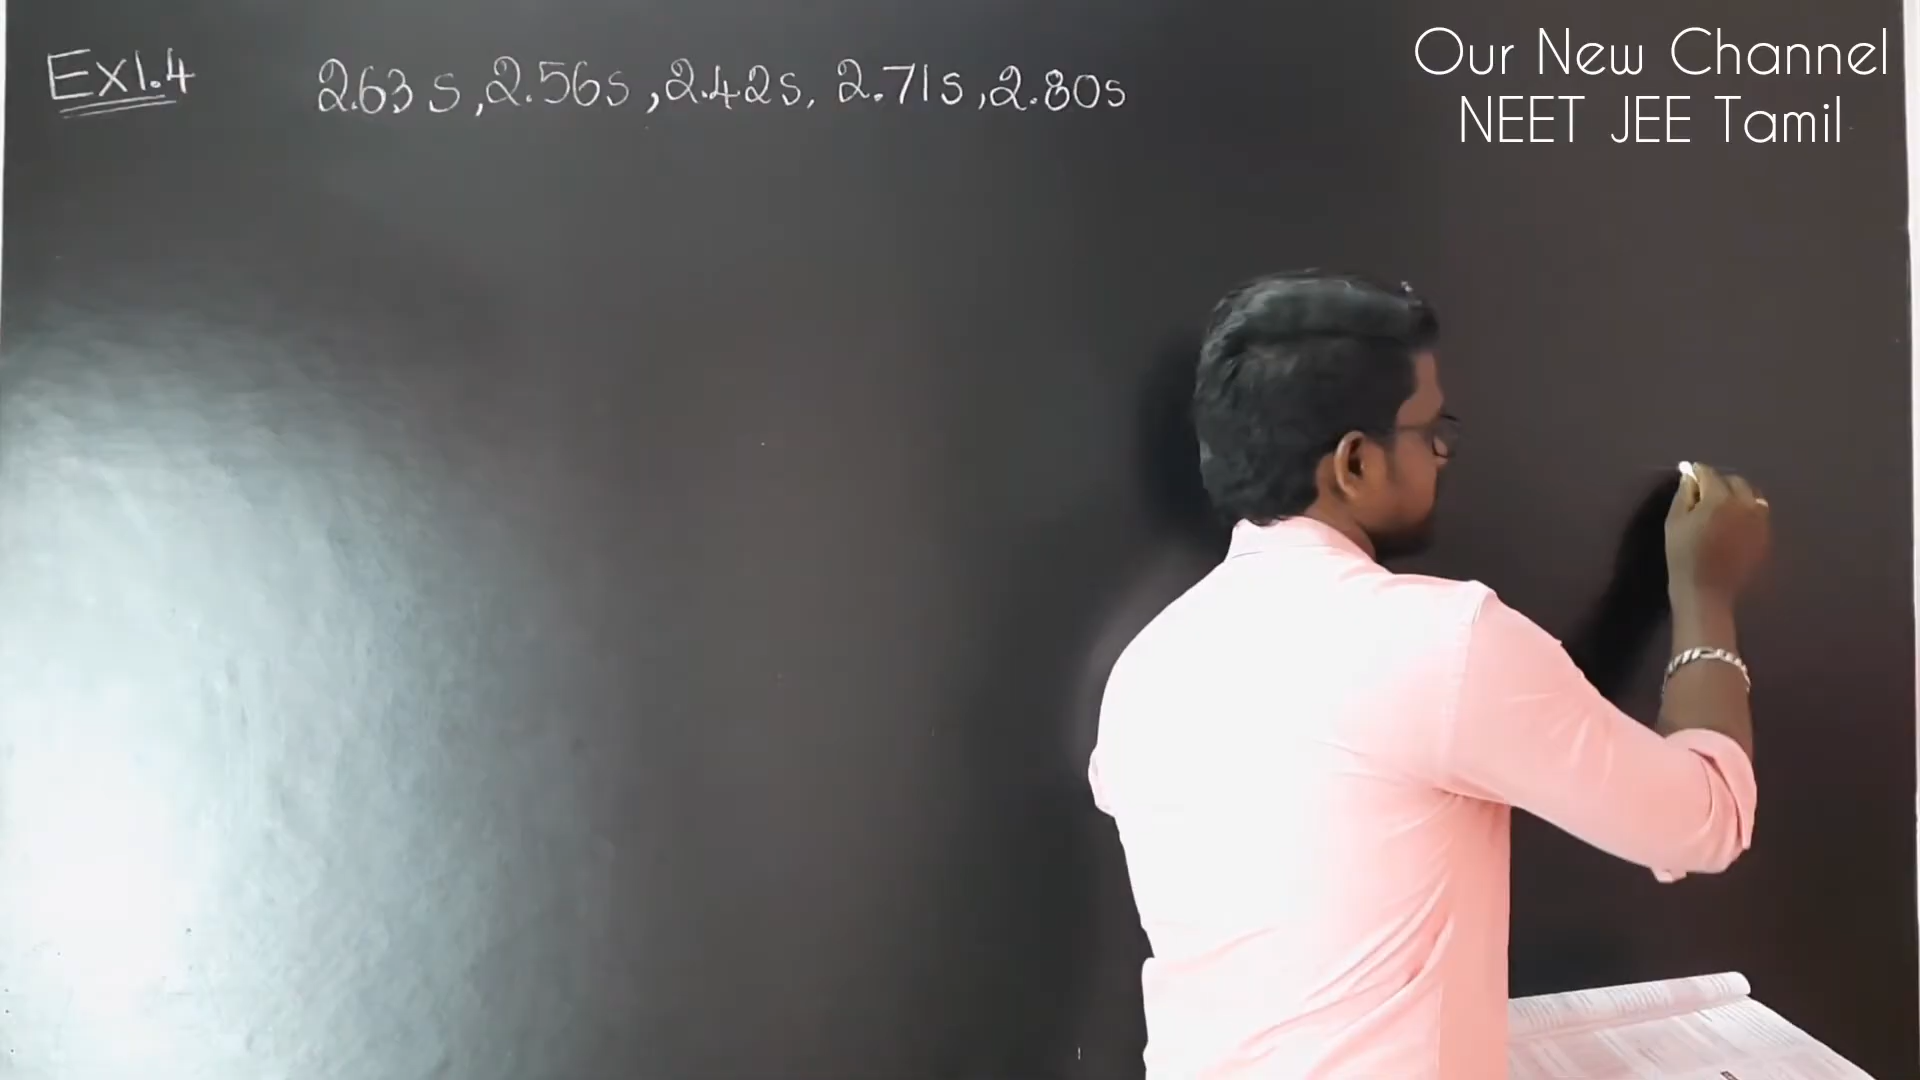 Ex1.4
2.63 s, 2.56s, 2.42s, 2.71s, 2.80s
Our New Channel
NEET JEE Tamil